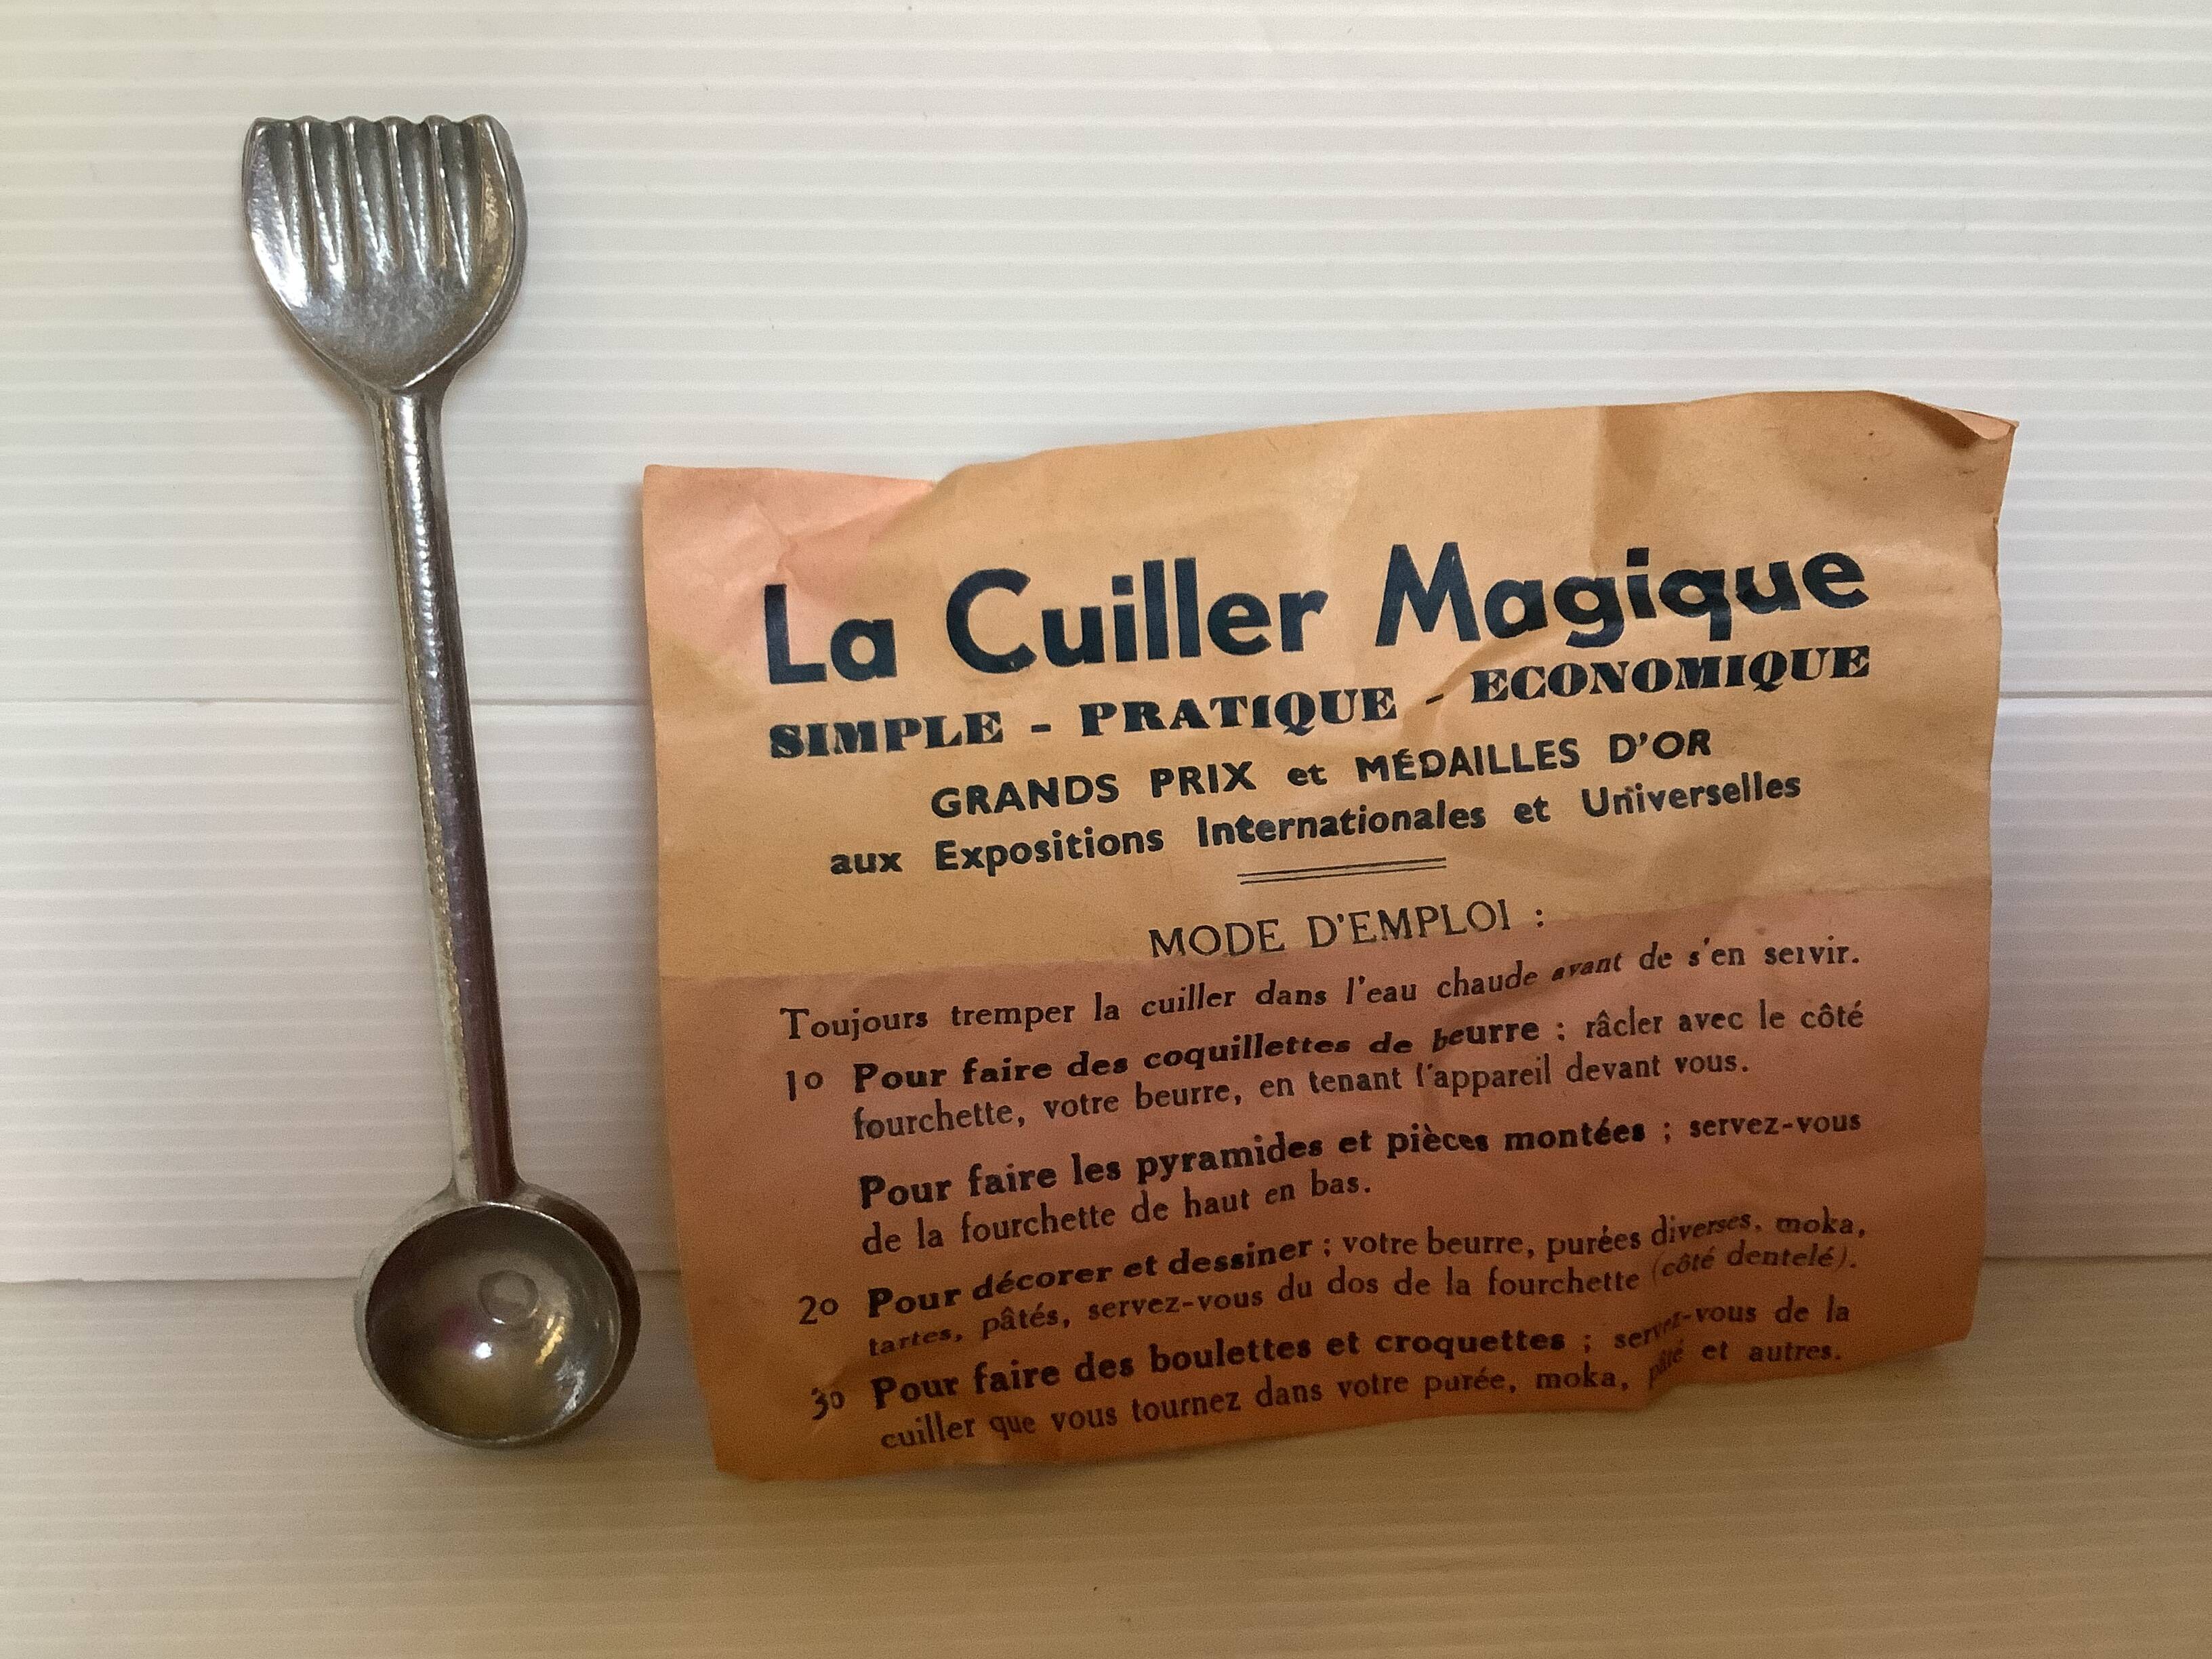 La Cuiller Magique
SIMPLE - PRATIQUE - ECONOMIQUE
GRANDS PRIX et MÉDAILLES D'OR
aux Expositions Internationales et Universelles
MODE D'EMPLOI :
Toujours tremper la cuiller dans l'eau chaude avant de s'en servir.
1o Pour faire des coquillettes de beurre : râcler avec le côté
fourchette, votre beurre, en tenant l'appareil devant vous.
Pour faire les pyramides et pièces montées ; servez-vous
de la fourchette de haut en bas.
2o Pour décorer et dessiner ; votre beurre, purées diverses, moka,
tartes, pâtés, servez-vous du dos de la fourchette (côté dentelé).
3o Pour faire des boulettes et croquettes ; servez-vous de la
cuiller que vous tournez dans votre purée, moka, pâté et autres.